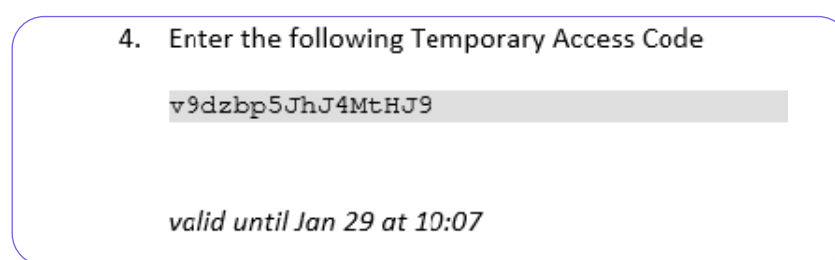 4. Enter the following Temporary Access Code
v9dzbp5JhJ4MtHJ9
valid until Jan 29 at 10:07